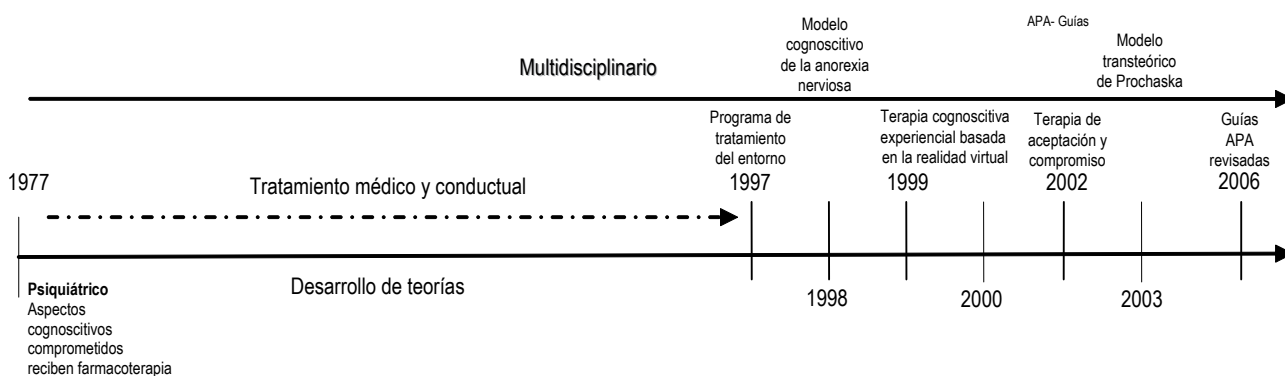 APA- Guías
Modelo
cognoscitivo
de la anorexia
nerviosa
Modelo
transteórico
de Prochaska
Multidisciplinario
Programa de
tratamiento
del entorno
1997
Terapia cognoscitiva
experiencial basada
en la realidad virtual
1999
Terapia de
aceptación y
compromiso
2002
Guías
APA
revisadas
2006
1977
Tratamiento médico y conductual
Desarrollo de teorías
Psiquiátrico
Aspectos
cognoscitivos
comprometidos
reciben farmacoterapia
1998
2000
2003